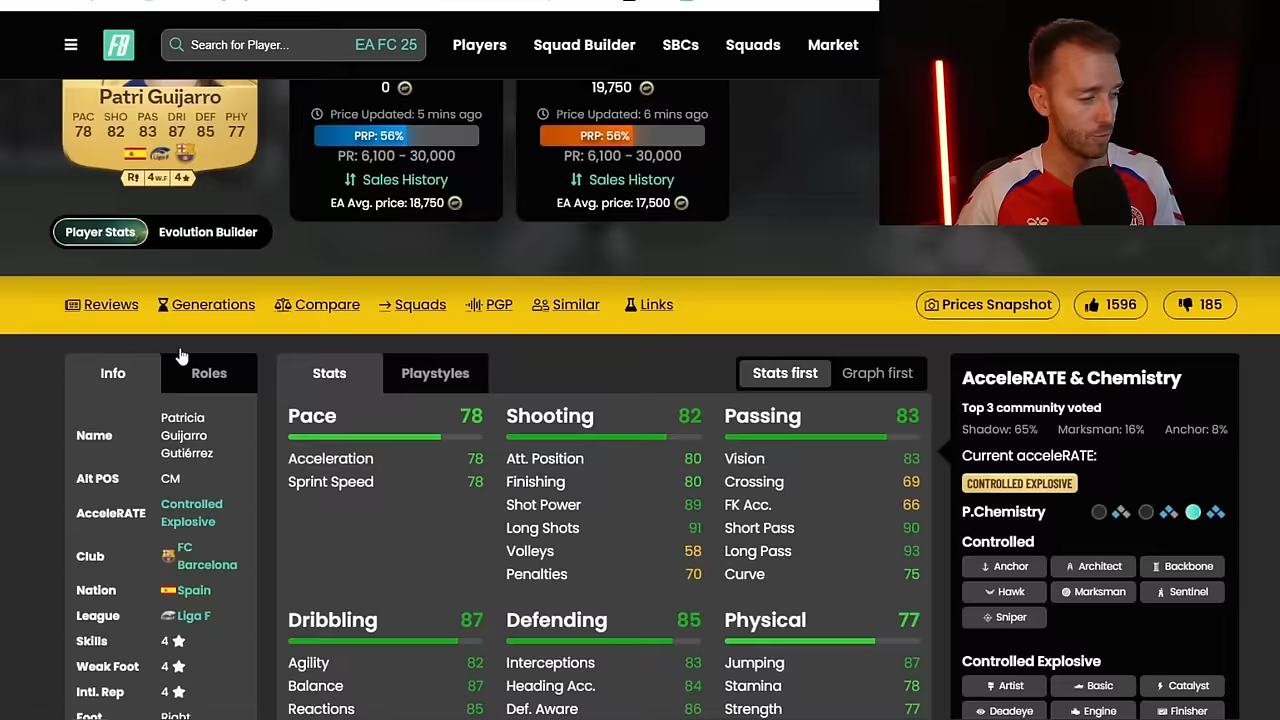 FB
Search for Player...
EA FC 25
Players
Squad Builder
SBCs
Squads
Market
Patri Guijarro
PAC SHO PAS DRI DEF PHY
78 82 83 87 85 77
4 W.F 4
0
Price Updated: 5 mins ago
PRP: 56%
PR: 6,100 - 30,000
Sales History
EA Avg. price: 18,750
19,750
Price Updated: 6 mins ago
PRP: 56%
PR: 6,100 - 30,000
Sales History
EA Avg. price: 17,500
Player Stats
Evolution Builder
Reviews
Generations
Compare
Squads
PGP
Similar
Links
Prices Snapshot
1596
185
Info
Roles
Name Patricia
Guijarro
Gutiérrez
Alt POS CM
AcceleRATE Controlled
Explosive
Club FC
Barcelona
Nation Spain
League Liga F
Skills 4
Weak Foot 4
Intl. Rep 4
Foot Right
Stats
Playstyles
Stats first
Graph first
Pace 78
Acceleration 78
Sprint Speed 78
Shooting 82
Att. Position 80
Finishing 80
Shot Power 89
Long Shots 91
Volleys 58
Penalties 70
Passing 83
Vision 83
Crossing 69
FK Acc. 66
Short Pass 90
Long Pass 93
Curve 75
Dribbling 87
Agility 82
Balance 87
Reactions 85
Defending 85
Interceptions 83
Heading Acc. 84
Def. Aware 86
Physical 77
Jumping 87
Stamina 78
Strength 77
AcceleRATE & Chemistry
Top 3 community voted
Shadow: 65% Marksman: 16% Anchor: 8%
Current acceleRATE:
CONTROLLED EXPLOSIVE
P.Chemistry
Controlled
Anchor Architect Backbone
Hawk Marksman Sentinel
Sniper
Controlled Explosive
Artist Basic Catalyst
Deadeye Engine Finisher